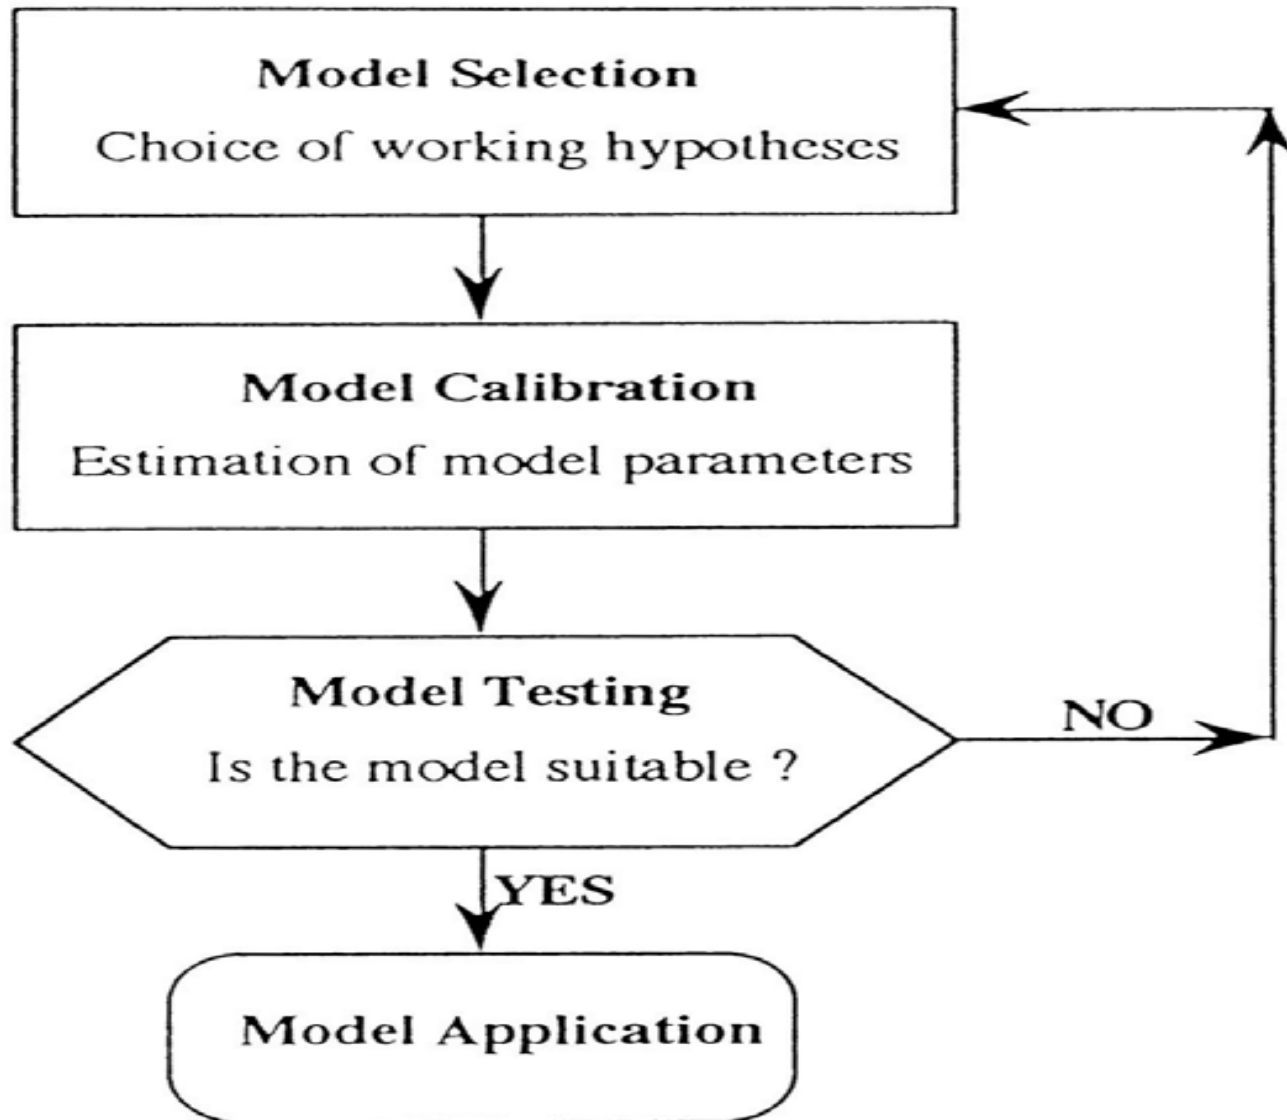 Model Selection
Choice of working hypotheses
Model Calibration
Estimation of model parameters
Model Testing
Is the model suitable ?
NO
YES
Model Application